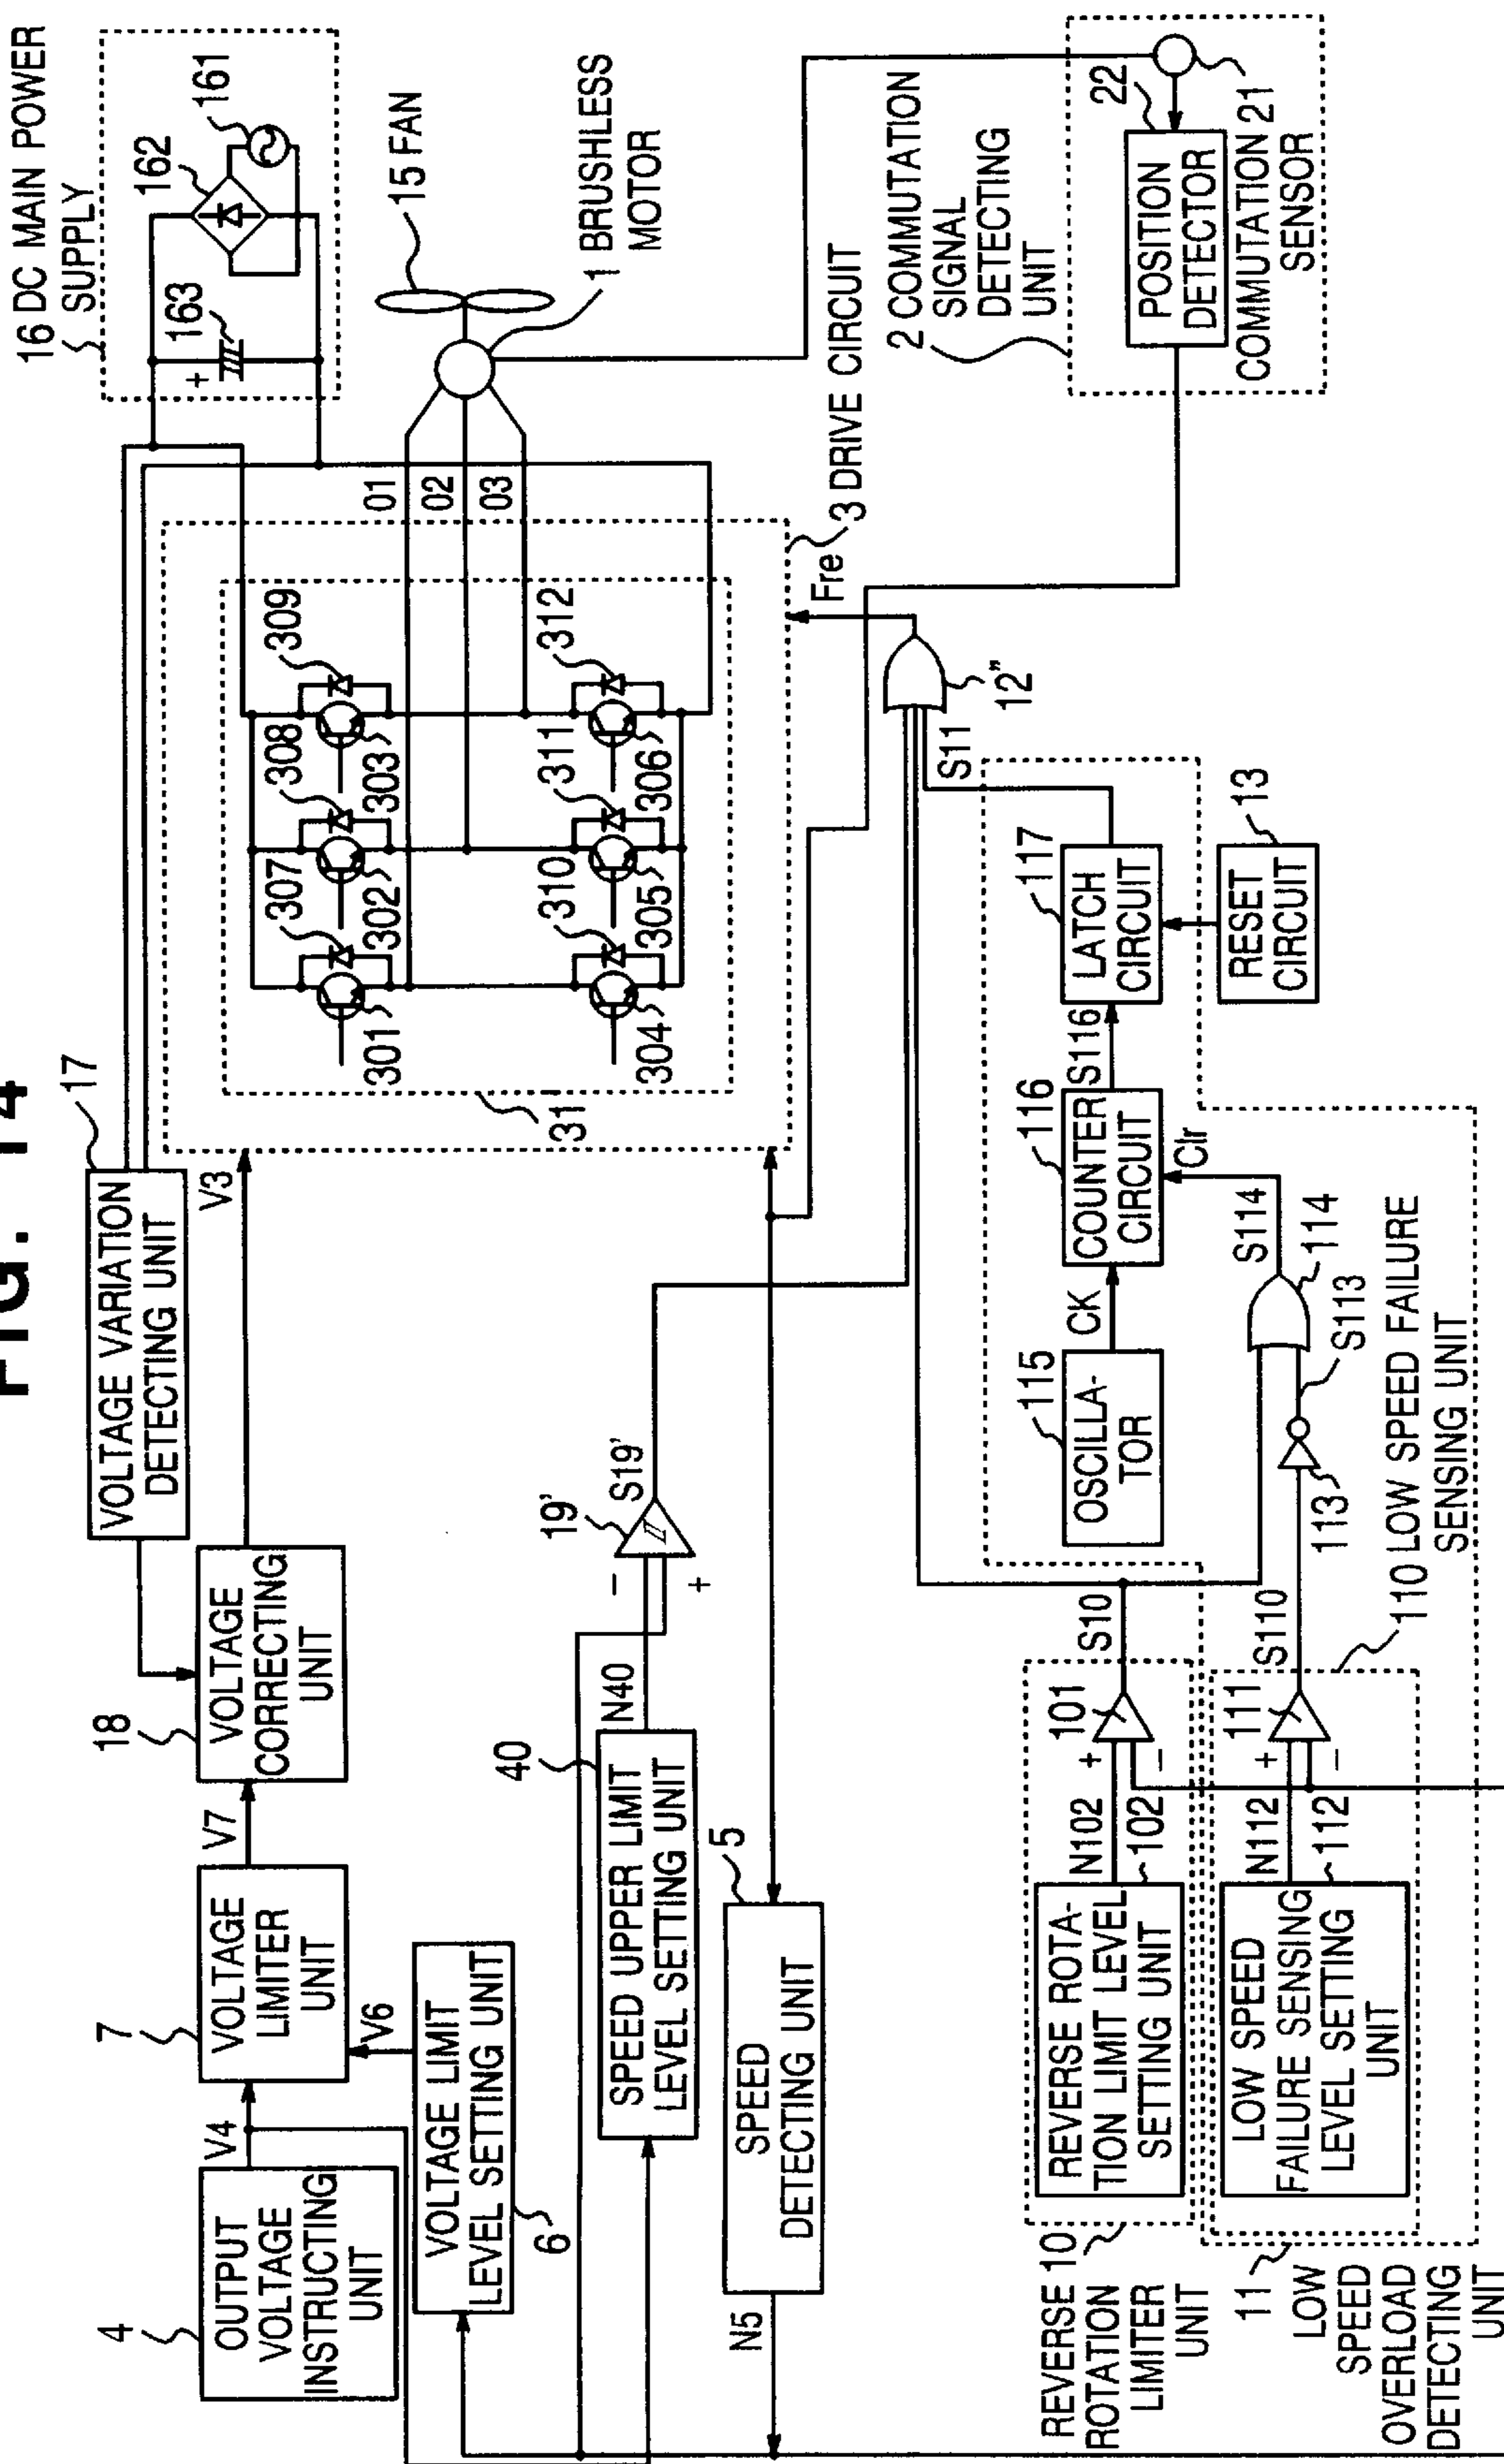 FIG. 14
4
OUTPUT
VOLTAGE
INSTRUCTING
UNIT
V4
7
VOLTAGE
LIMITER
UNIT
V7
18
VOLTAGE
CORRECTING
UNIT
V3
VOLTAGE VARIATION
DETECTING UNIT
17
16 DC MAIN POWER
SUPPLY
163
162
161
+
V6
VOLTAGE LIMIT
LEVEL SETTING UNIT
6
31
301
302
303
304
305
306
307
308
309
310
311
312
01
02
03
15 FAN
1 BRUSHLESS
MOTOR
3 DRIVE CIRCUIT
Fre
40
SPEED UPPER LIMIT
LEVEL SETTING UNIT
N40
−
+
19'
S19'
5
SPEED
DETECTING UNIT
N5
2 COMMUTATION
SIGNAL
DETECTING
UNIT
22
POSITION
DETECTOR
COMMUTATION 21
SENSOR
12"
S11
REVERSE 10
ROTATION
LIMITER
UNIT
REVERSE ROTA-
TION LIMIT LEVEL
SETTING UNIT
102
N102
+
−
101
S10
11
LOW
SPEED
OVERLOAD
DETECTING
UNIT
LOW SPEED
FAILURE SENSING
LEVEL SETTING
UNIT
112
N112
+
−
111
S110
110 LOW SPEED FAILURE
SENSING UNIT
113
S113
114
S114
115
OSCILLA-
TOR
CK
116
COUNTER
CIRCUIT
Clr
S116
117
LATCH
CIRCUIT
13
RESET
CIRCUIT